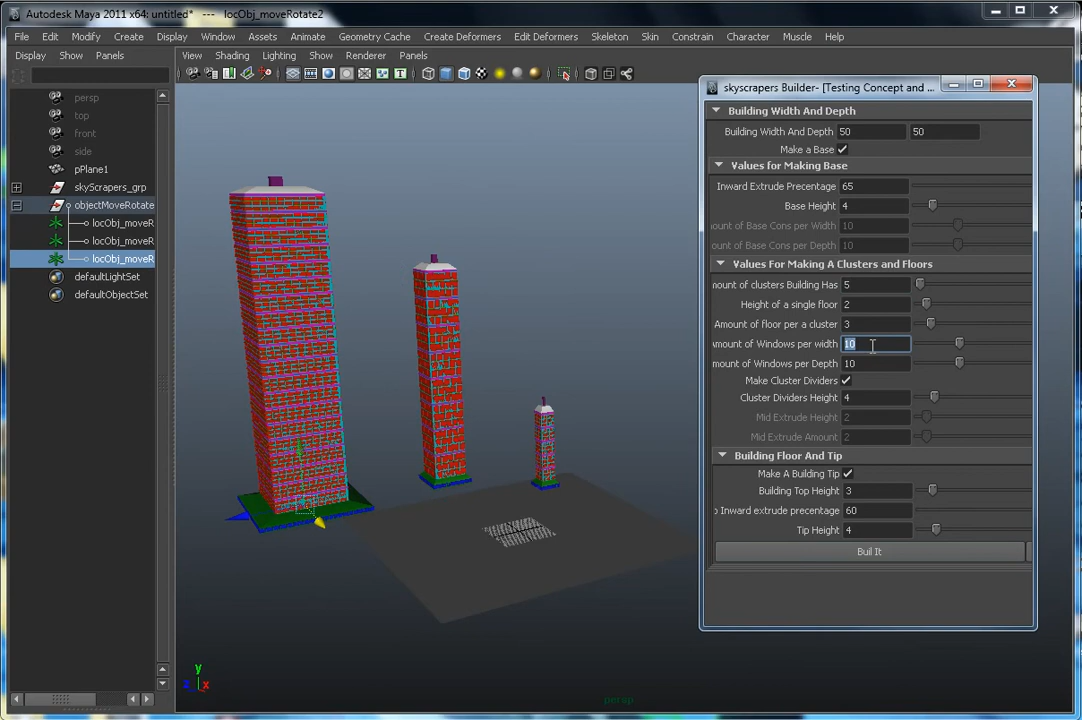 Autodesk Maya 2011 x64: untitled* --- locObj_moveRotate2
File Edit Modify Create Display Window Assets Animate Geometry Cache Create Deformers Edit Deformers Skeleton Skin Constrain Character Muscle Help
Display Show Panels
View Shading Lighting Show Renderer Panels
persp
top
front
side
pPlane1
skyScrapers_grp
objectMoveRotate
locObj_moveR
locObj_moveR
locObj_moveR
defaultLightSet
defaultObjectSet
skyscrapers Builder- [Testing Concept and ...
Building Width And Depth
Building Width And Depth 50 50
Make a Base
Values for Making Base
Inward Extrude Precentage 65
Base Height 4
ount of Base Cons per Width 10
ount of Base Cons per Depth 10
Values For Making A Clusters and Floors
mount of clusters Building Has 5
Height of a single floor 2
Amount of floor per a cluster 3
Amount of Windows per width 10
mount of Windows per Depth 10
Make Cluster Dividers
Cluster Dividers Height 4
Mid Extrude Height 2
Mid Extrude Amount 2
Building Floor And Tip
Make A Building Tip
Building Top Height 3
p Inward extrude precentage 60
Tip Height 4
Buil It
y
z x
persp